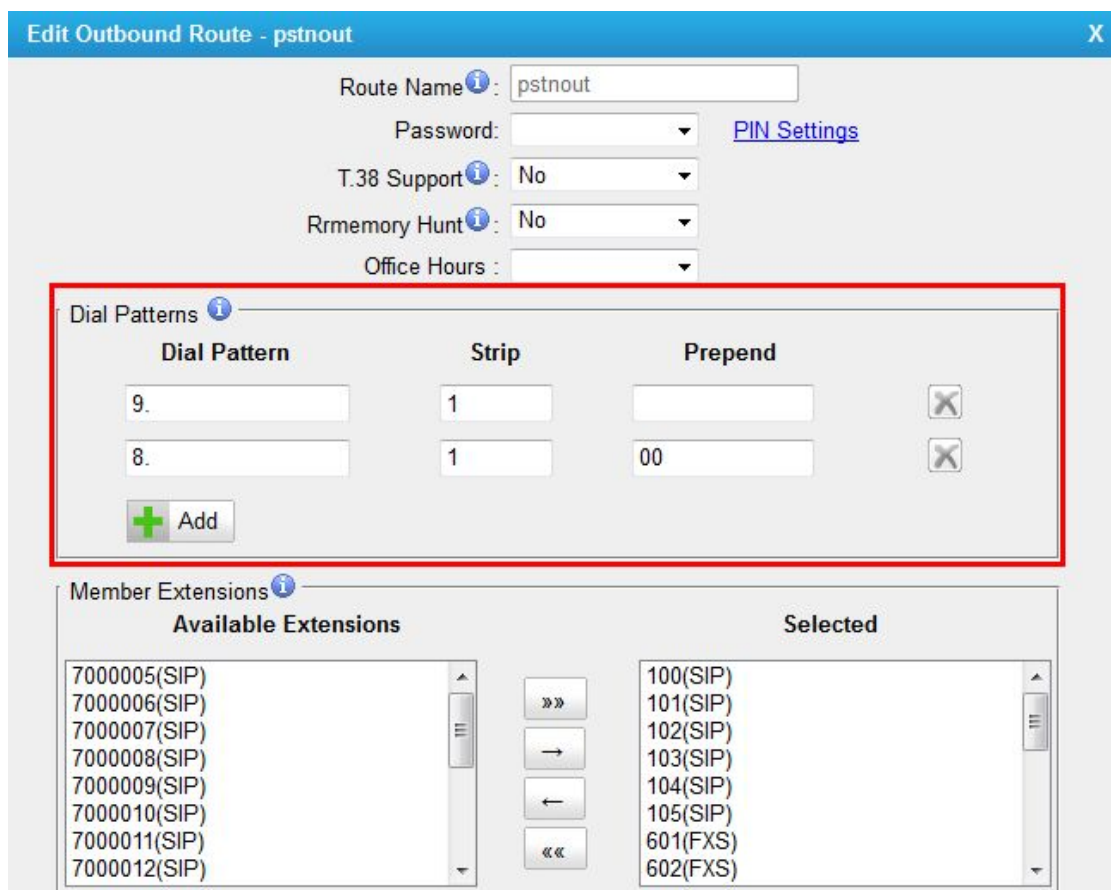 Edit Outbound Route - pstnout X
Route Name : pstnout
Password: PIN Settings
T.38 Support : No
Rrmemory Hunt : No
Office Hours :
Dial Patterns
Dial Pattern Strip Prepend
9. 1
8. 1 00
Add
Member Extensions
Available Extensions Selected
7000005(SIP) 100(SIP)
7000006(SIP) 101(SIP)
7000007(SIP) 102(SIP)
7000008(SIP) 103(SIP)
7000009(SIP) 104(SIP)
7000010(SIP) 105(SIP)
7000011(SIP) 601(FXS)
7000012(SIP) 602(FXS)